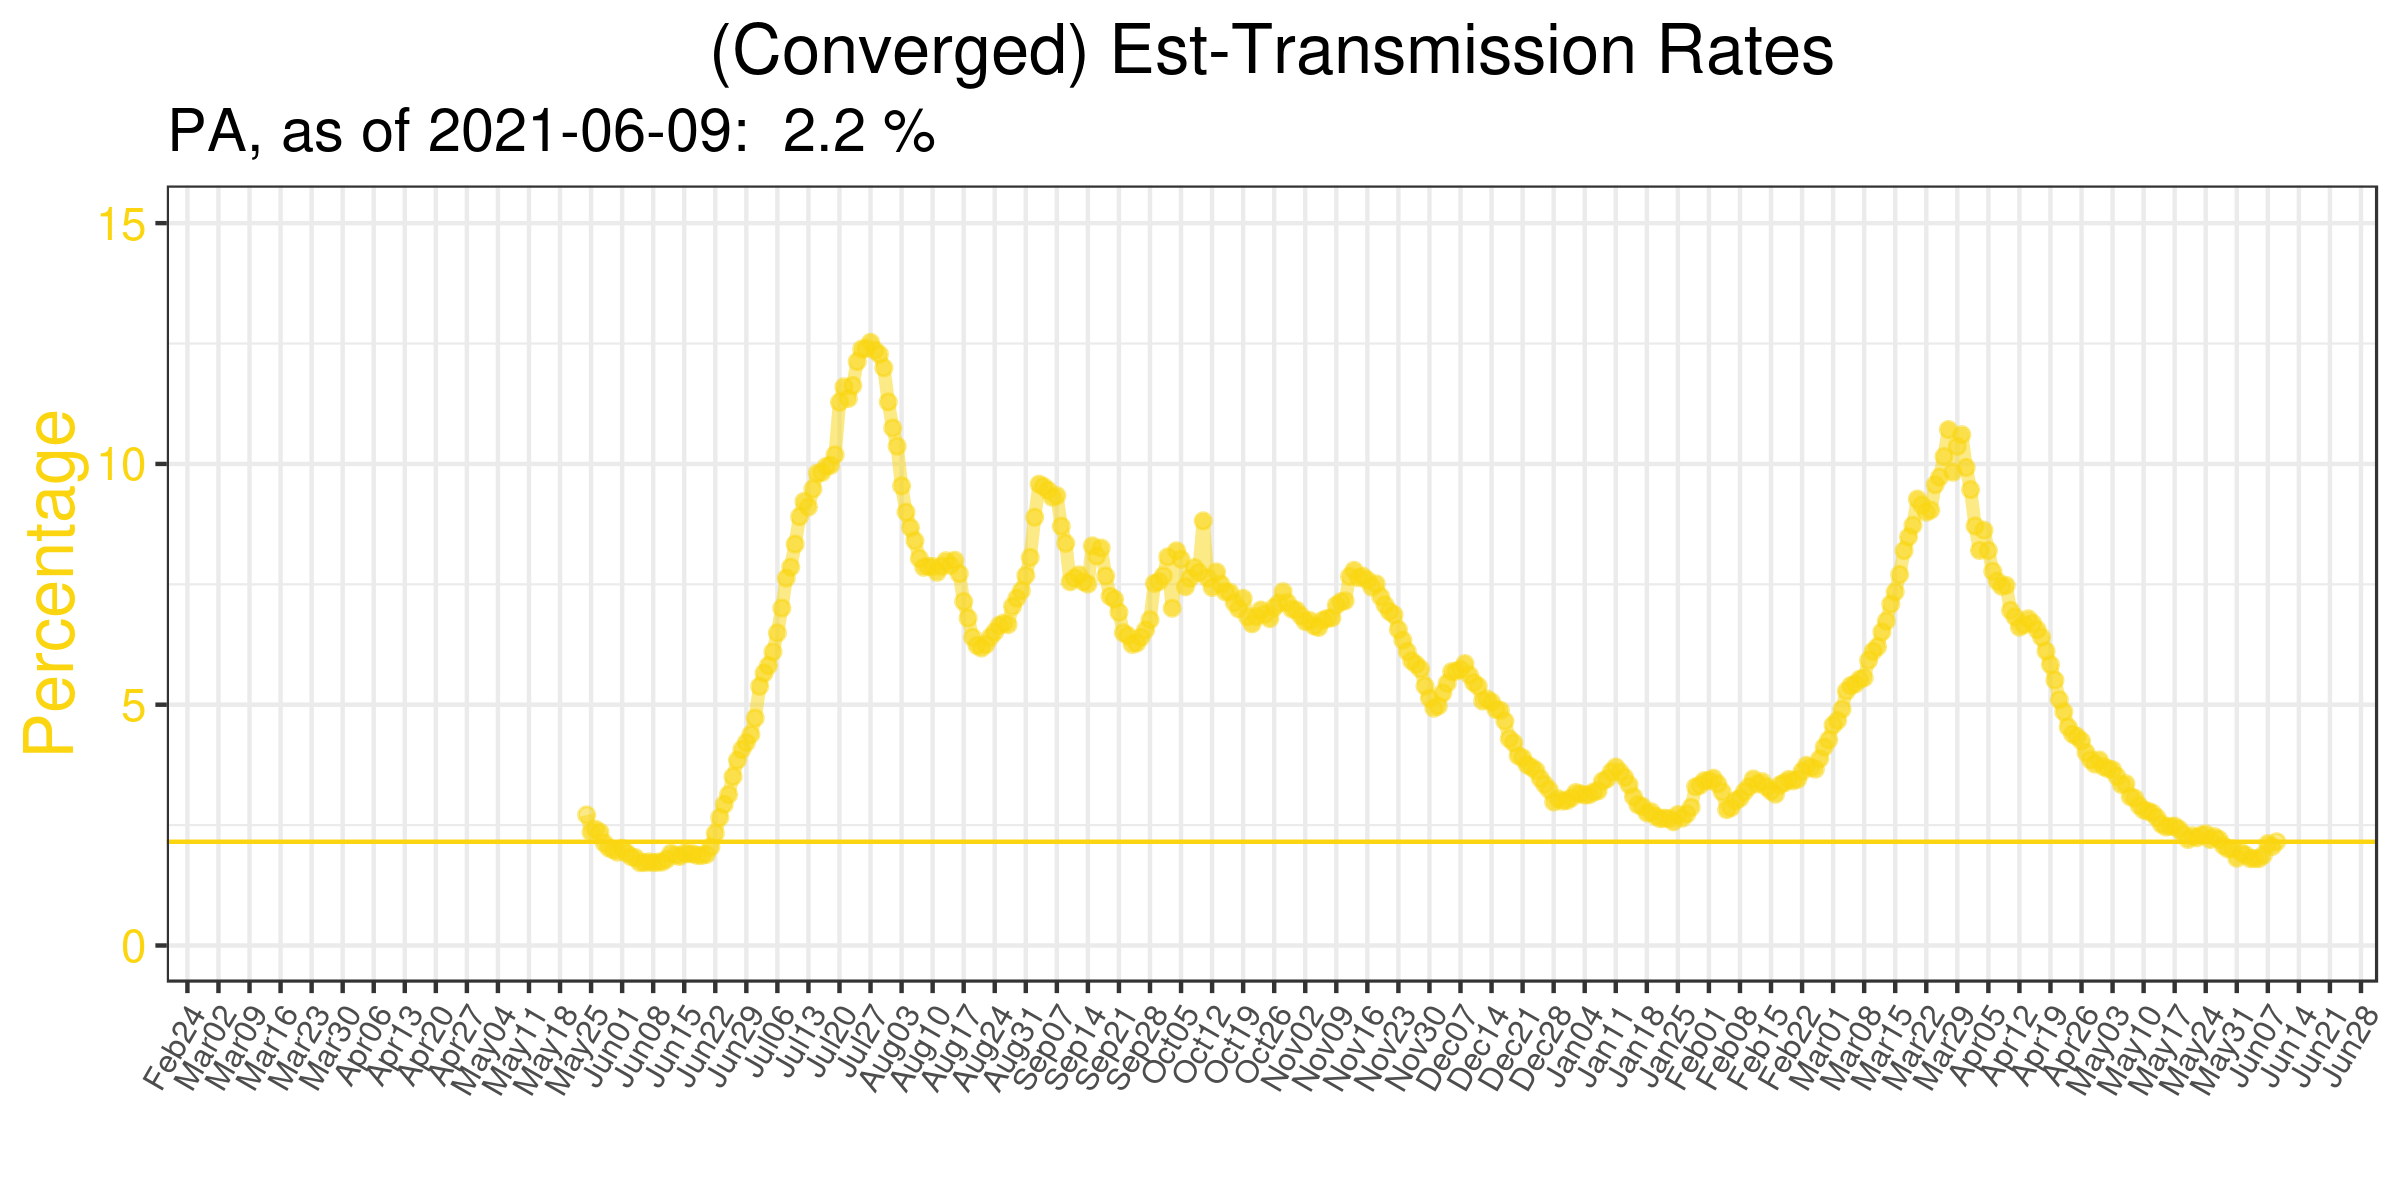 (Converged) Est-Transmission Rates
PA, as of 2021-06-09:  2.2 %
Percentage
15
10
5
0
Feb24
Mar02
Mar09
Mar16
Mar23
Mar30
Apr06
Apr13
Apr20
Apr27
May04
May11
May18
May25
Jun01
Jun08
Jun15
Jun22
Jun29
Jul06
Jul13
Jul20
Jul27
Aug03
Aug10
Aug17
Aug24
Aug31
Sep07
Sep14
Sep21
Sep28
Oct05
Oct12
Oct19
Oct26
Nov02
Nov09
Nov16
Nov23
Nov30
Dec07
Dec14
Dec21
Dec28
Jan04
Jan11
Jan18
Jan25
Feb01
Feb08
Feb15
Feb22
Mar01
Mar08
Mar15
Mar22
Mar29
Apr05
Apr12
Apr19
Apr26
May03
May10
May17
May24
May31
Jun07
Jun14
Jun21
Jun28